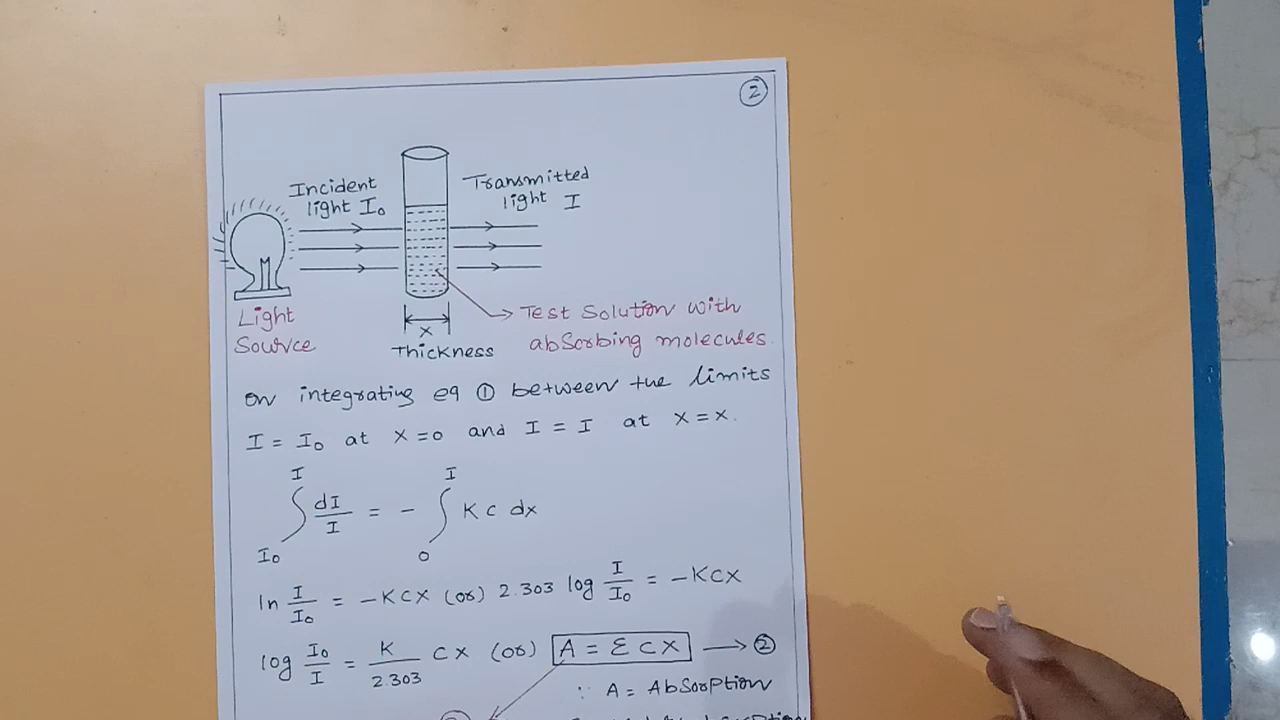 ②
Incident
light I₀
Transmitted
light I
Light
Source
x
Thickness
Test Solution with
absorbing molecules.
on integrating eq ① between the limits
I = I₀ at x = 0 and I = I at x = x.
∫_{I₀}^{I} dI/I = - ∫_{0}^{I} K c dx
ln I/I₀ = -KCx (or) 2.303 log I/I₀ = -KCx
log I₀/I = K/2.303 Cx (or) A = ℰCx → ②
∵ A = Absorption